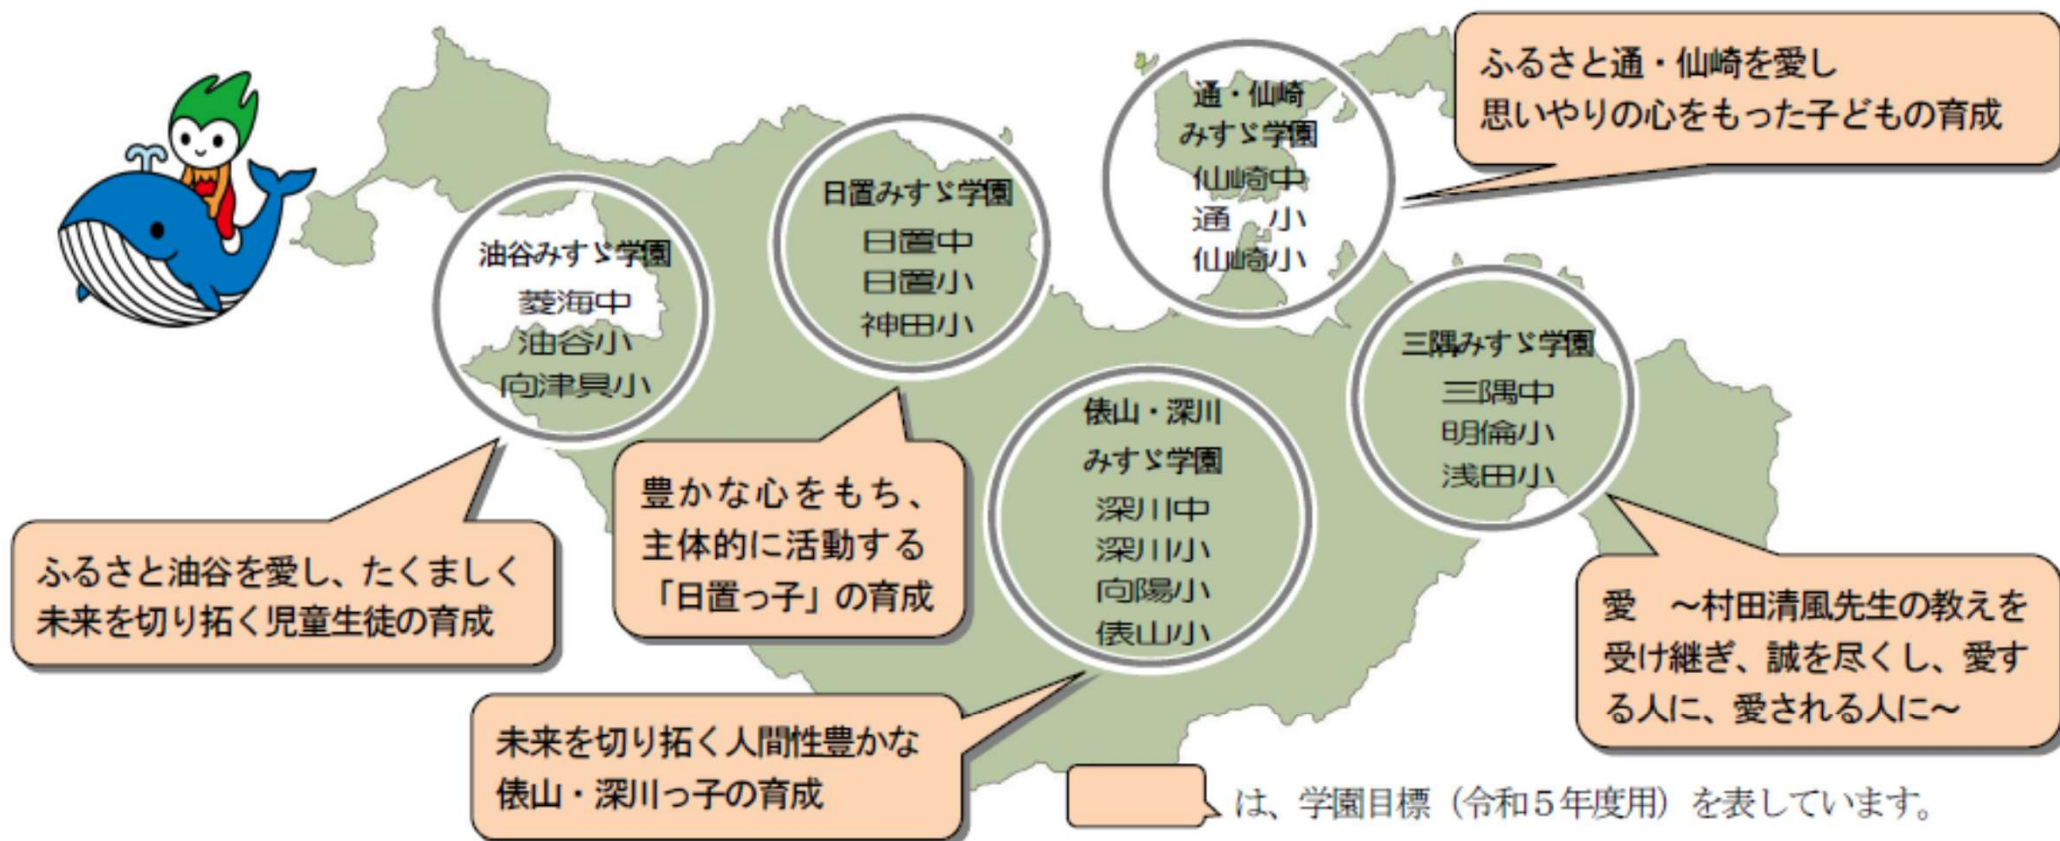 通・仙崎
みすゞ学園
仙崎中
通　小
仙崎小
ふるさと通・仙崎を愛し
思いやりの心をもった子どもの育成
日置みすゞ学園
日置中
日置小
神田小
豊かな心をもち、
主体的に活動する
「日置っ子」の育成
油谷みすゞ学園
菱海中
油谷小
向津具小
ふるさと油谷を愛し、たくましく
未来を切り拓く児童生徒の育成
三隅みすゞ学園
三隅中
明倫小
浅田小
愛　～村田清風先生の教えを
受け継ぎ、誠を尽くし、愛す
る人に、愛される人に～
俵山・深川
みすゞ学園
深川中
深川小
向陽小
俵山小
未来を切り拓く人間性豊かな
俵山・深川っ子の育成
は、学園目標（令和５年度用）を表しています。